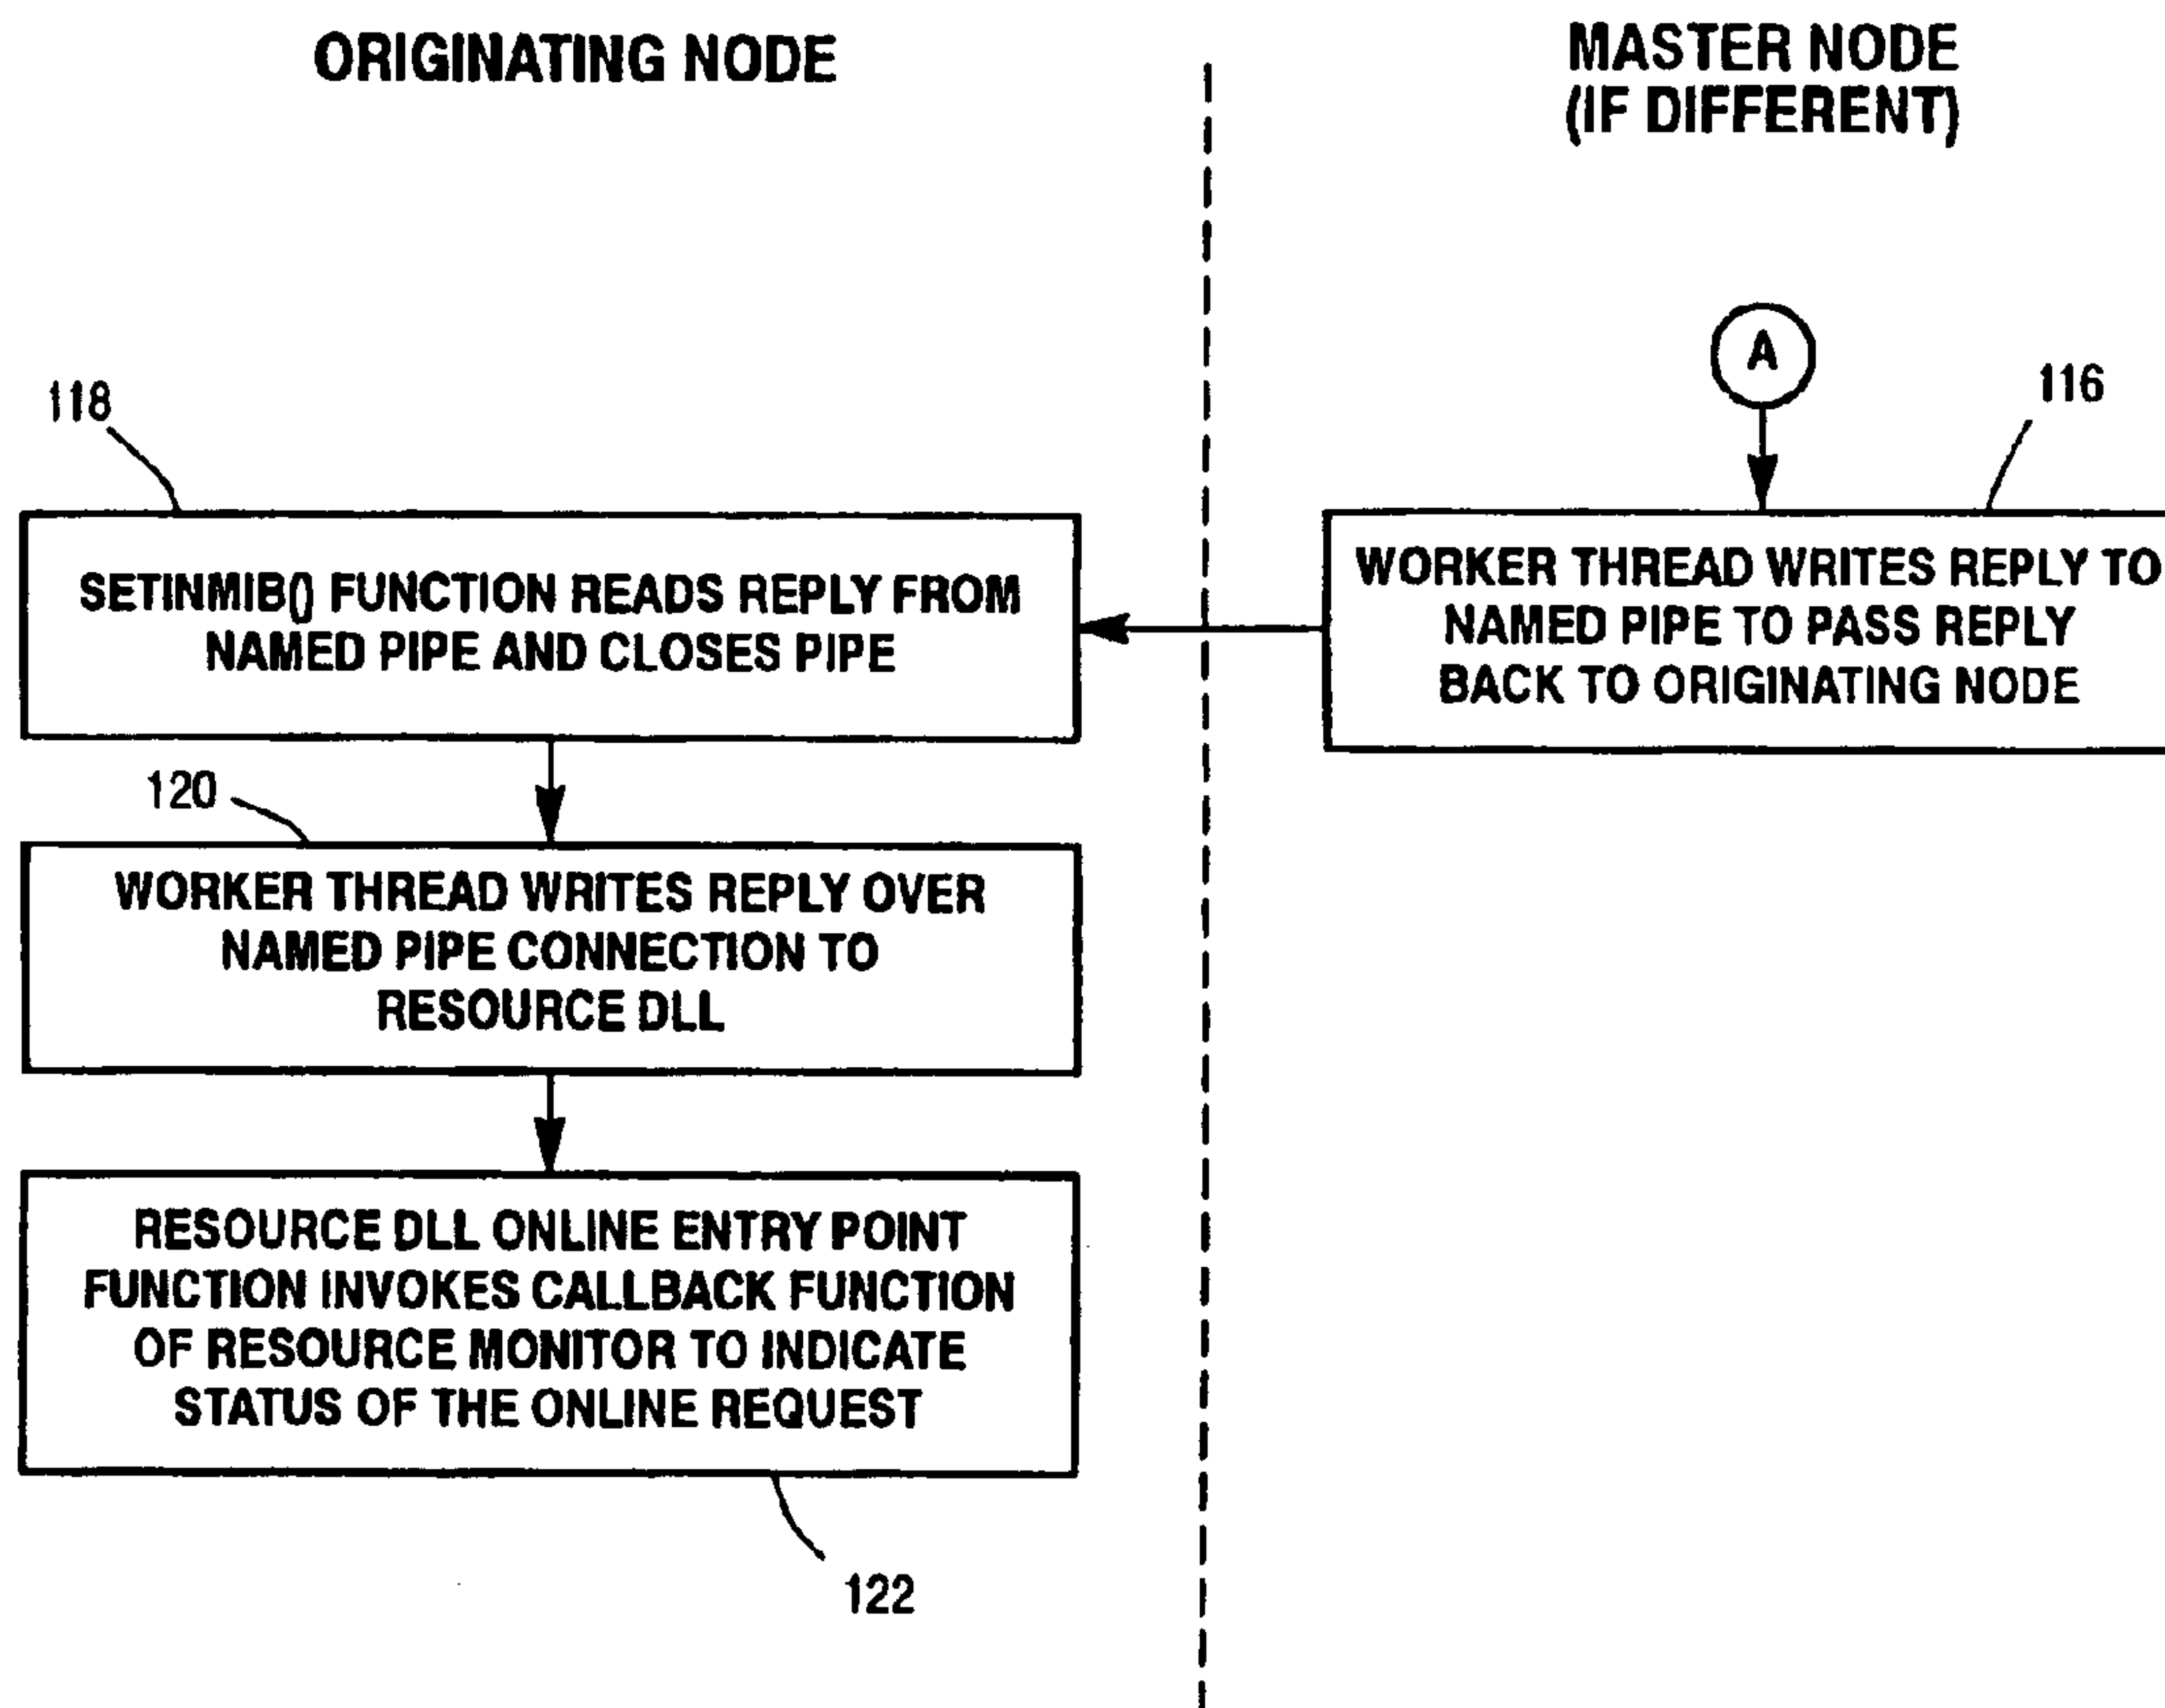 ORIGINATING NODE
MASTER NODE
(IF DIFFERENT)
A
116
118
WORKER THREAD WRITES REPLY TO
NAMED PIPE TO PASS REPLY
BACK TO ORIGINATING NODE
SETINMIB() FUNCTION READS REPLY FROM
NAMED PIPE AND CLOSES PIPE
120
WORKER THREAD WRITES REPLY OVER
NAMED PIPE CONNECTION TO
RESOURCE DLL
RESOURCE DLL ONLINE ENTRY POINT
FUNCTION INVOKES CALLBACK FUNCTION
OF RESOURCE MONITOR TO INDICATE
STATUS OF THE ONLINE REQUEST
122